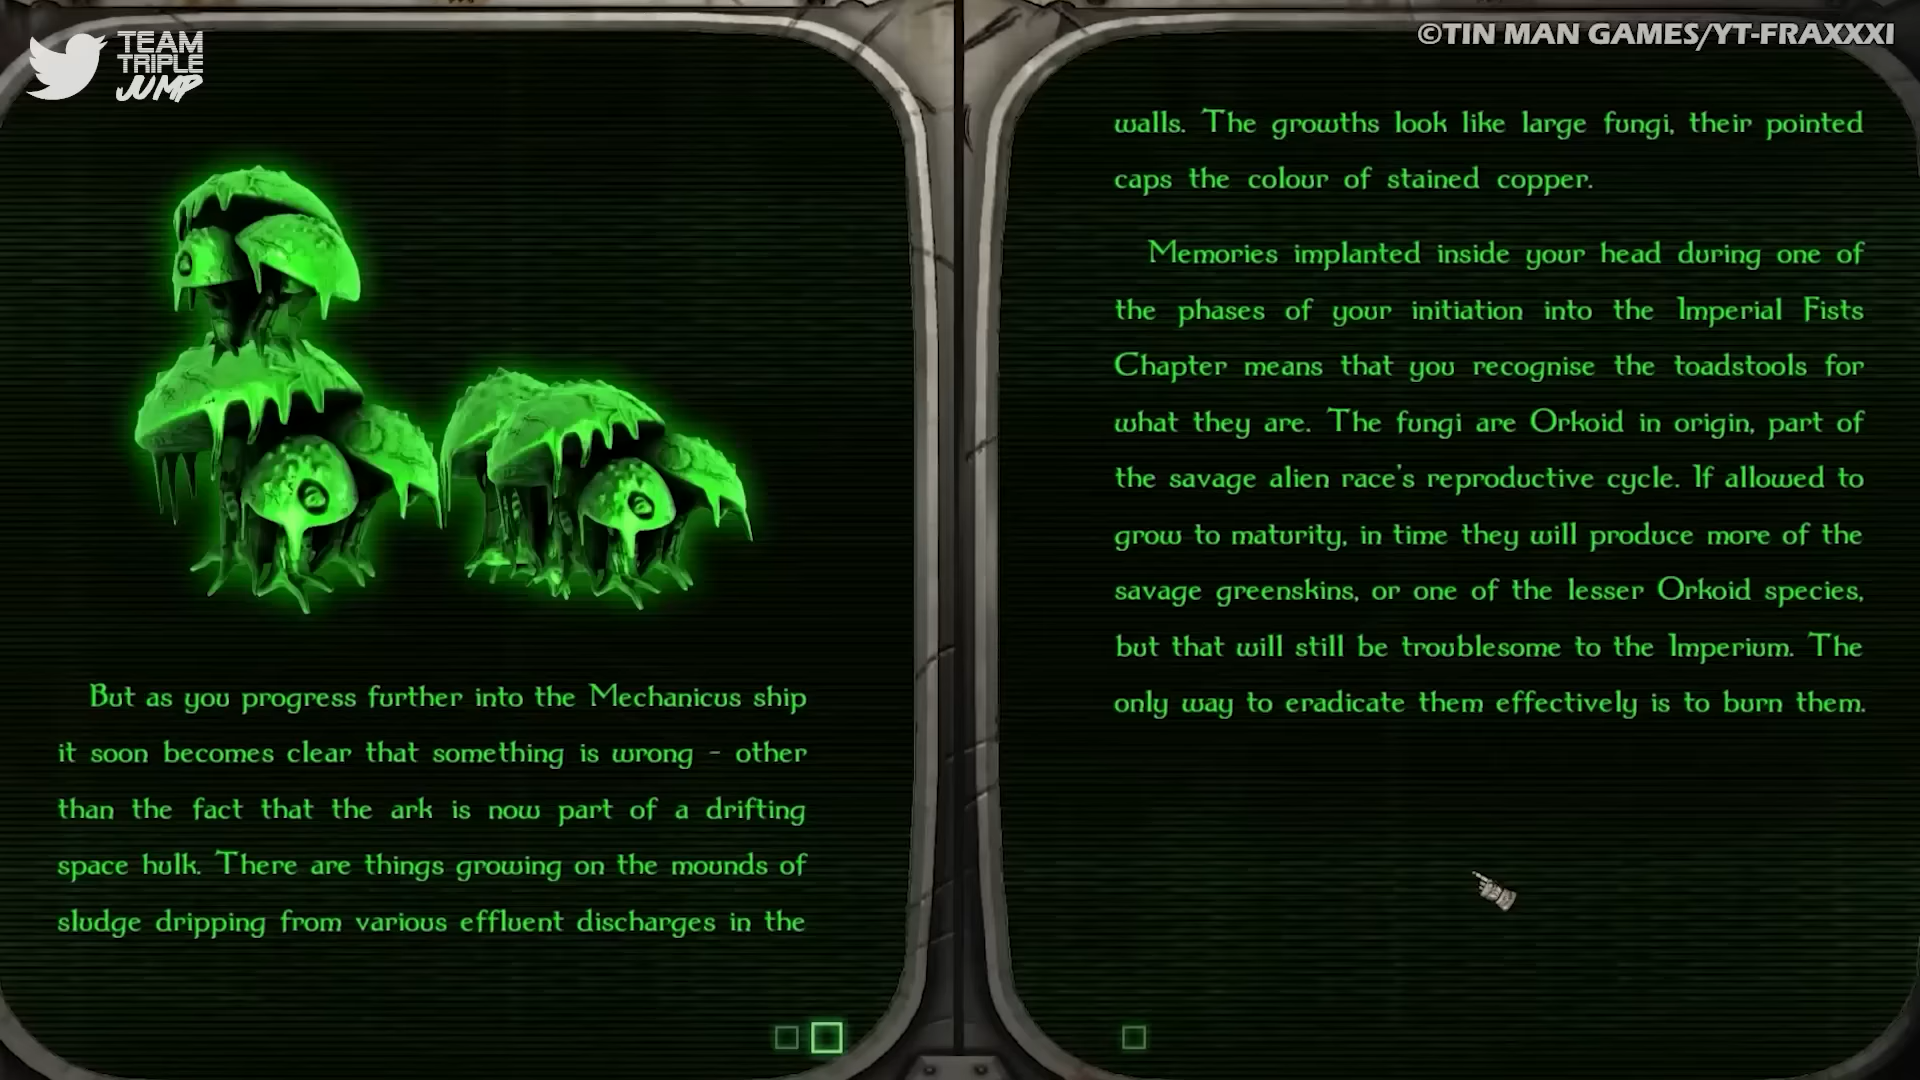 TEAM
TRIPLE
JUMP
©TIN MAN GAMES/YT-FRAXXXI
But as you progress further into the Mechanicus ship
it soon becomes clear that something is wrong - other
than the fact that the ark is now part of a drifting
space hulk. There are things growing on the mounds of
sludge dripping from various effluent discharges in the
walls. The growths look like large fungi, their pointed
caps the colour of stained copper.
Memories implanted inside your head during one of
the phases of your initiation into the Imperial Fists
Chapter means that you recognise the toadstools for
what they are. The fungi are Orkoid in origin, part of
the savage alien race's reproductive cycle. If allowed to
grow to maturity, in time they will produce more of the
savage greenskins, or one of the lesser Orkoid species,
but that will still be troublesome to the Imperium. The
only way to eradicate them effectively is to burn them.